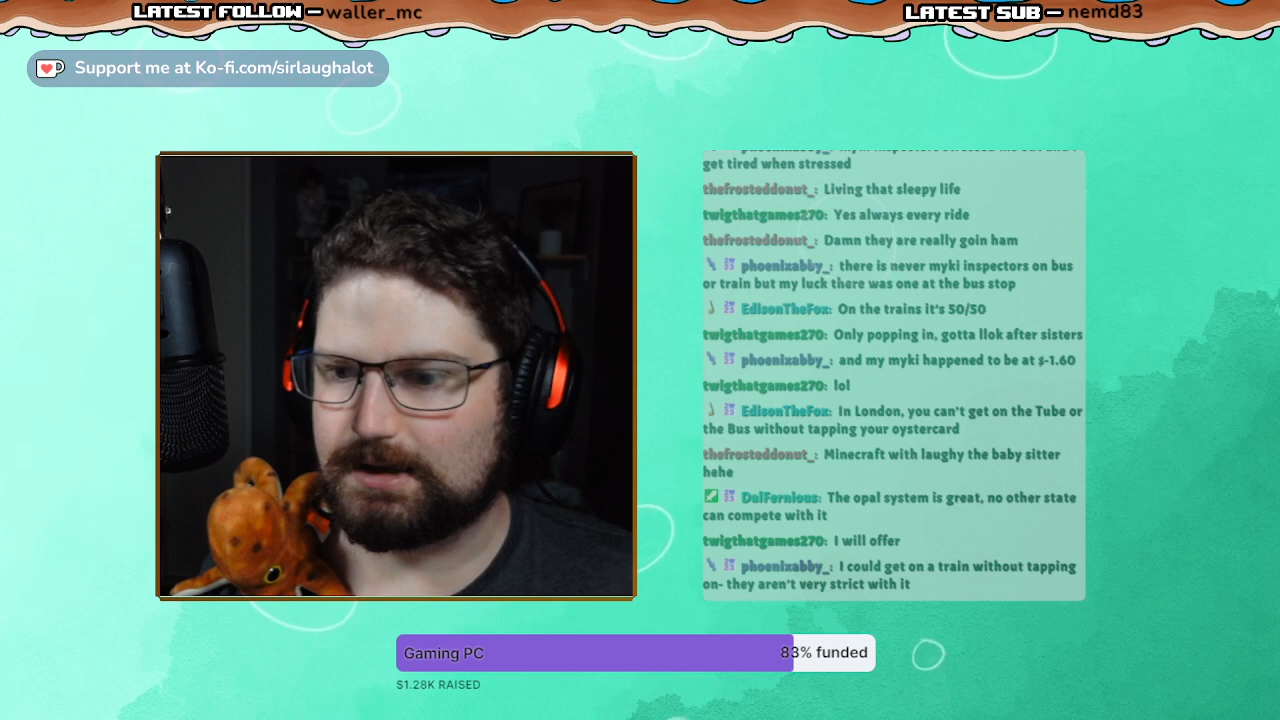 LATEST FOLLOW – waller_mc
LATEST SUB – nemd83
Support me at Ko-fi.com/sirlaughalot
get tired when stressed
thefrosteddonut_: Living that sleepy life
twigthatgames270: Yes always every ride
thefrosteddonut_: Damn they are really goin ham
phoenixabby_: there is never myki inspectors on bus
or train but my luck there was one at the bus stop
EdisonTheFox: On the trains it's 50/50
twigthatgames270: Only popping in, gotta llok after sisters
phoenixabby_: and my myki happened to be at $-1.60
twigthatgames270: lol
EdisonTheFox: In London, you can't get on the Tube or
the Bus without tapping your oystercard
thefrosteddonut_: Minecraft with laughy the baby sitter
hehe
DalFernious: The opal system is great, no other state
can compete with it
twigthatgames270: I will offer
phoenixabby_: I could get on a train without tapping
on- they aren't very strict with it
Gaming PC
83% funded
$1.28K RAISED